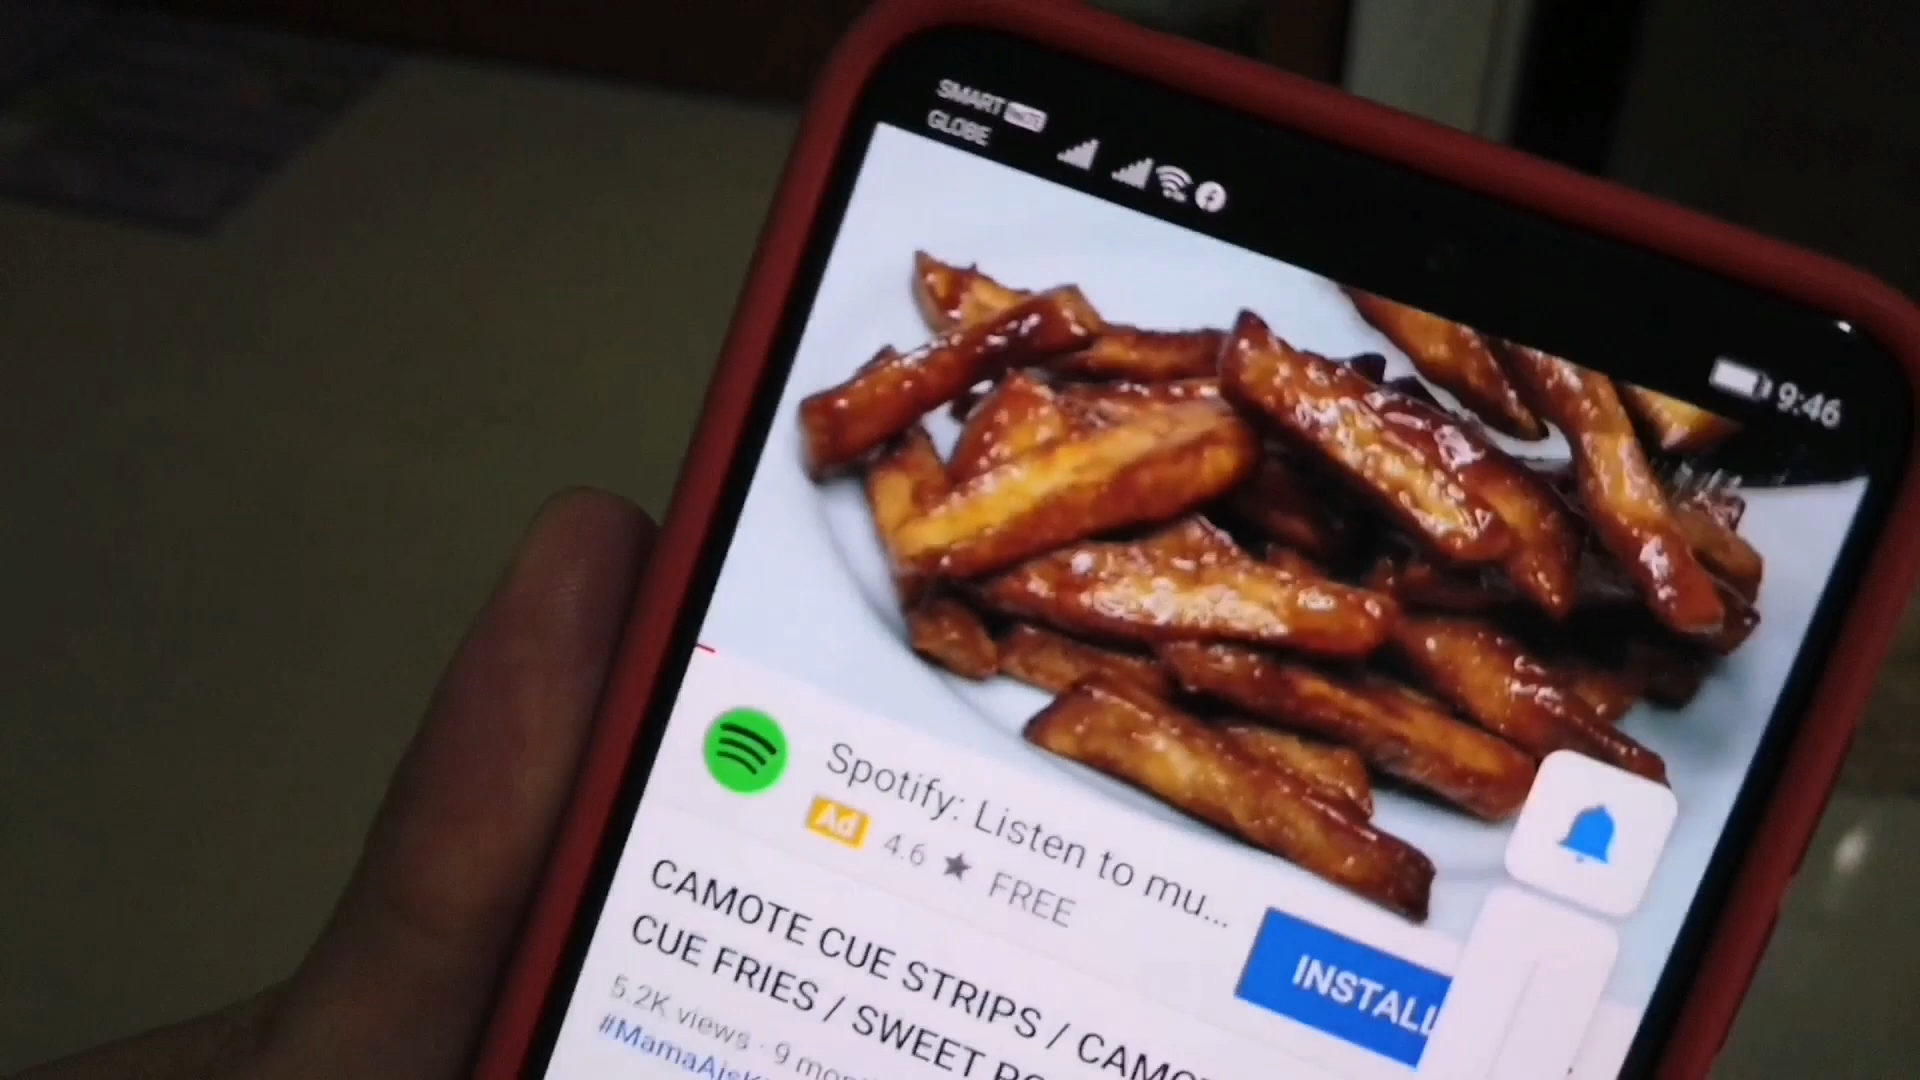 SMART VoLTE
GLOBE
9:46
Spotify: Listen to mu...
Ad 4.6 ★ FREE
INSTALL
CAMOTE CUE STRIPS / CAMO
CUE FRIES / SWEET
5.2K views · 9